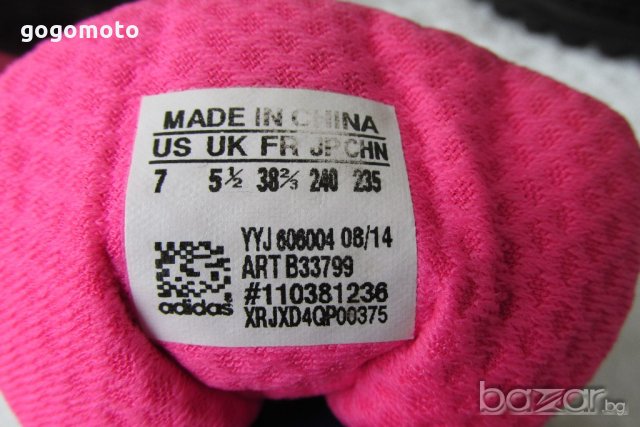 gogomoto
MADE IN CHINA
US UK FR JP CHN
7 5½ 38⅔ 240 235
YYJ 606004 08/14
ART B33799
#110381236
XRJXD4QP00375
adidas
bazar.bg